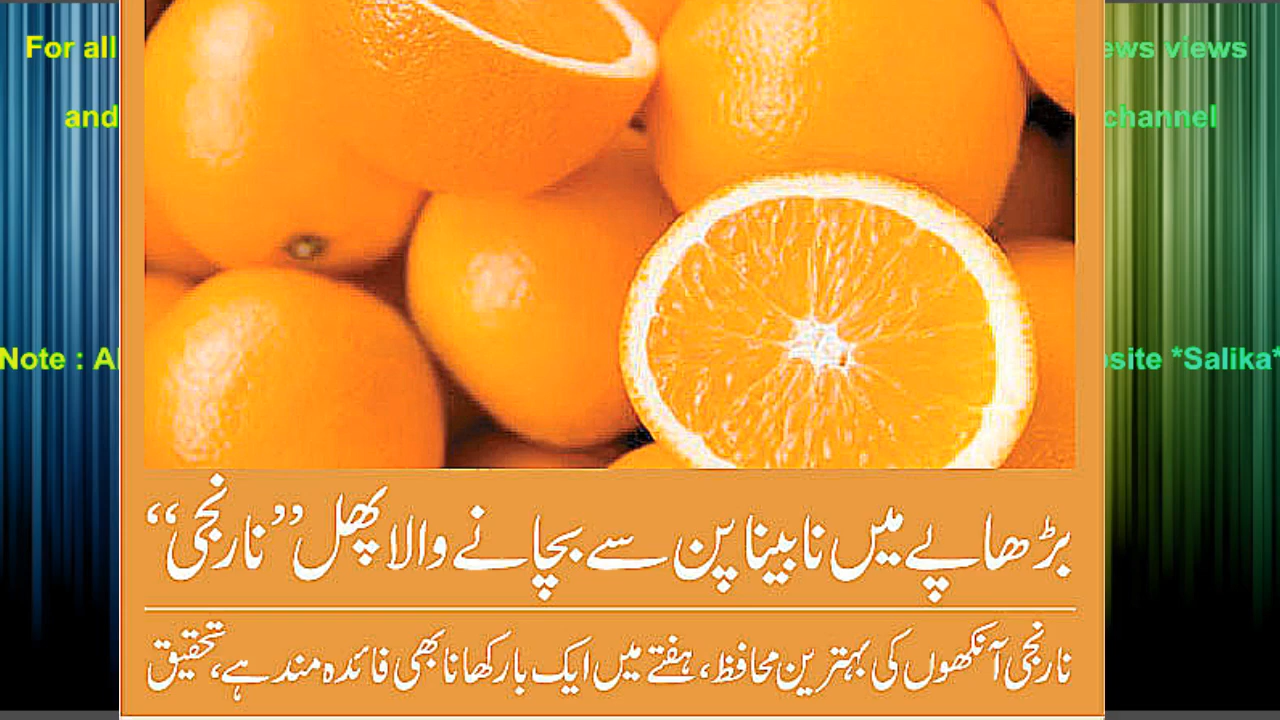 For all ews views
and channel
Note : Al site *Salika*
بڑھاپے میں نابینا پن سے بچانے والا پھل ”نارنجی“
نارنجی آنکھوں کی بہترین محافظ، ہفتے میں ایک بار کھانا بھی فائدہ مند ہے، تحقیق